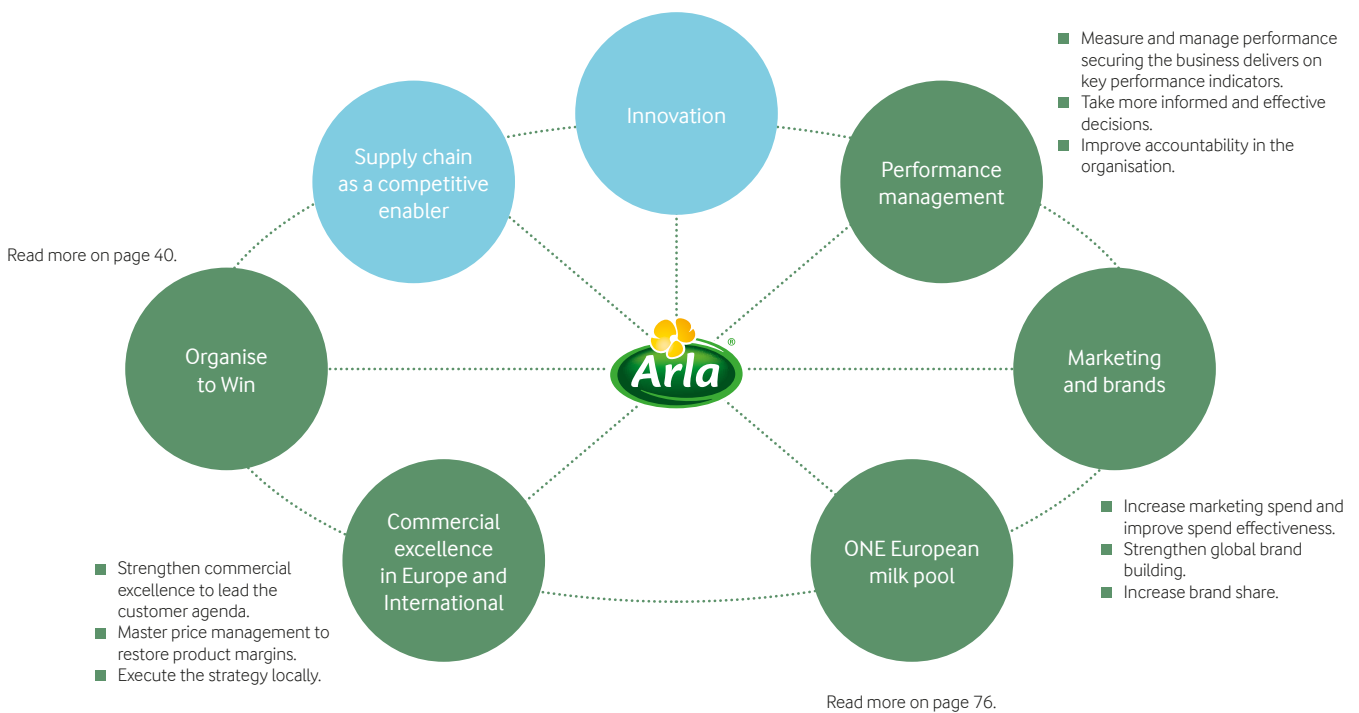 Innovation
Supply chain
as a competitive
enabler
Performance
management
■ Measure and manage performance
securing the business delivers on
key performance indicators.
■ Take more informed and effective
decisions.
■ Improve accountability in the
organisation.
Read more on page 40.
Organise
to Win
Arla
®
Marketing
and brands
■ Increase marketing spend and
improve spend effectiveness.
■ Strengthen global brand
building.
■ Increase brand share.
Commercial
excellence
in Europe and
International
■ Strengthen commercial
excellence to lead the
customer agenda.
■ Master price management to
restore product margins.
■ Execute the strategy locally.
ONE European
milk pool
Read more on page 76.